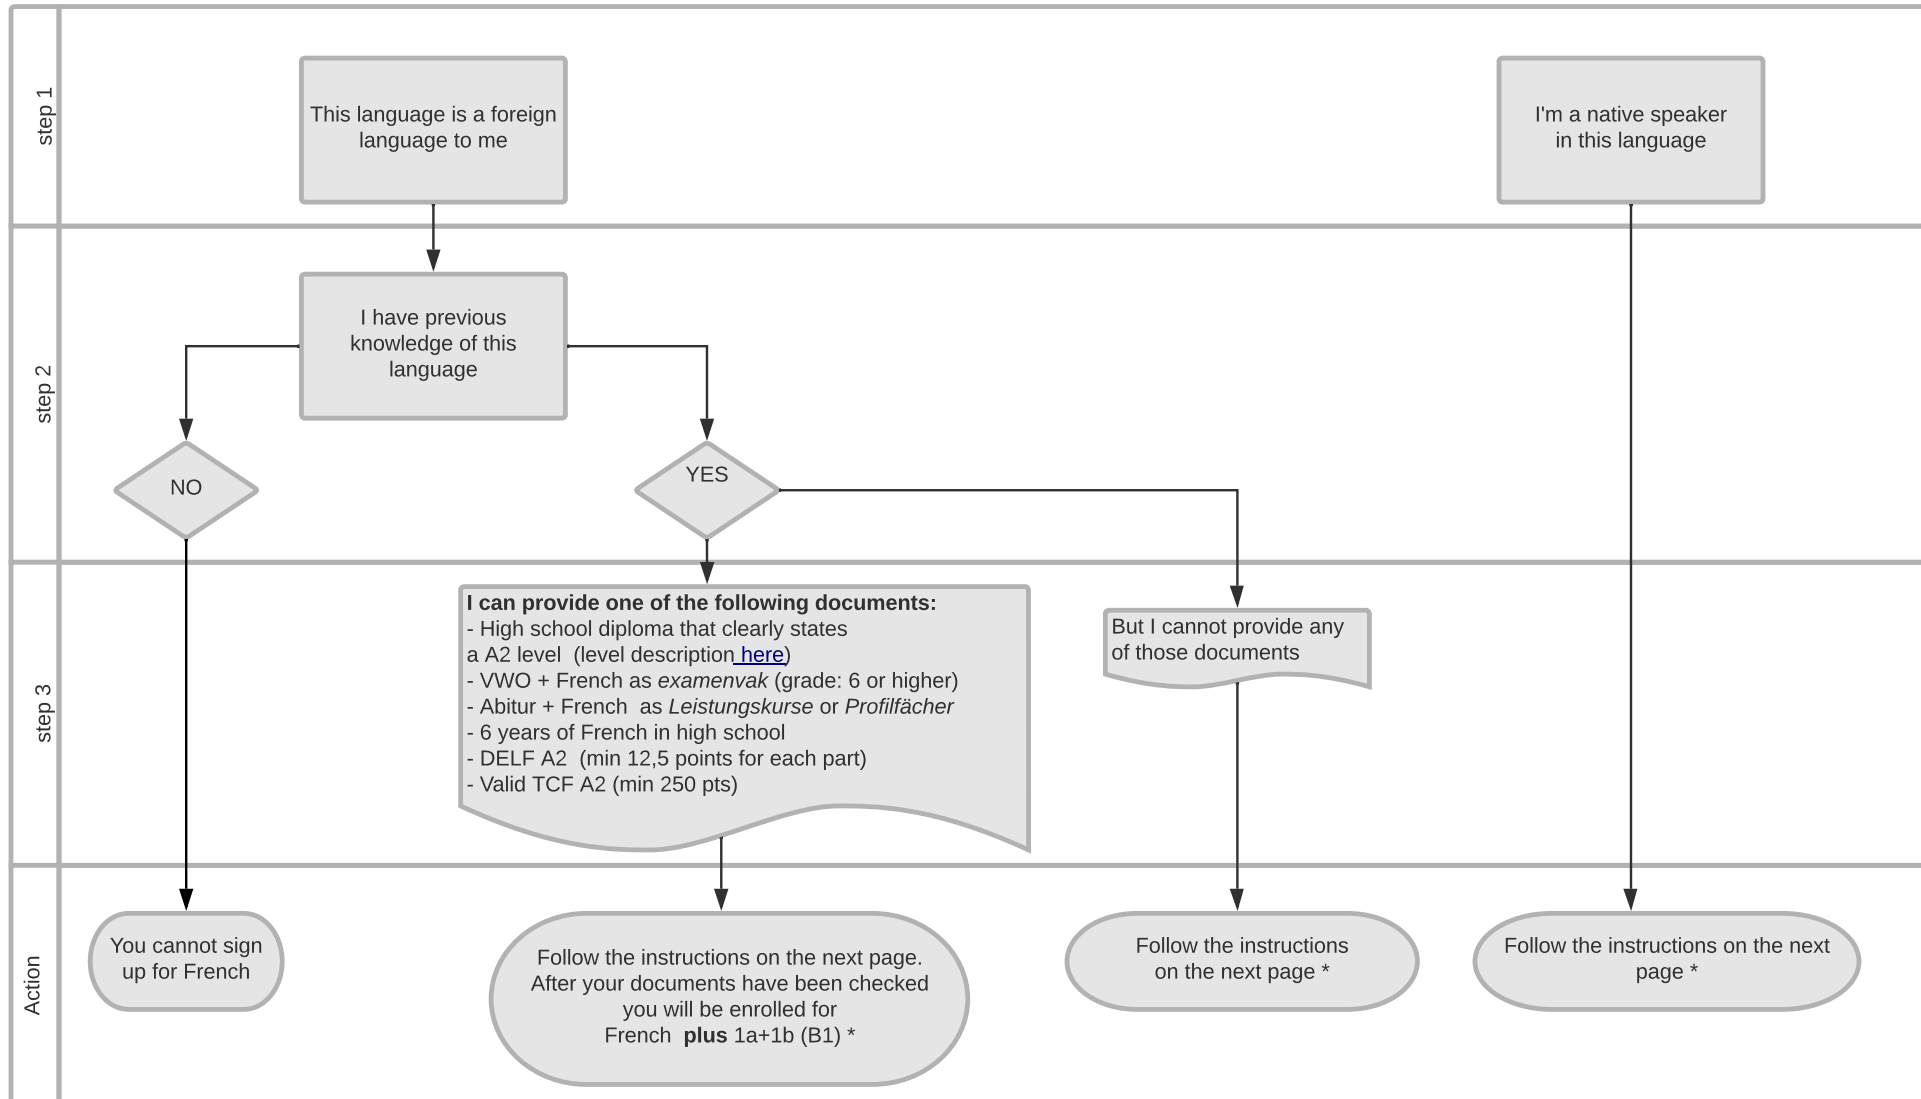 step 1
This language is a foreign
language to me
I'm a native speaker
in this language
step 2
I have previous
knowledge of this
language
NO
YES
step 3
I can provide one of the following documents:
- High school diploma that clearly states
a A2 level (level description here)
- VWO + French as examenvak (grade: 6 or higher)
- Abitur + French as Leistungskurse or Profilfächer
- 6 years of French in high school
- DELF A2 (min 12,5 points for each part)
- Valid TCF A2 (min 250 pts)
But I cannot provide any
of those documents
Action
You cannot sign
up for French
Follow the instructions on the next page.
After your documents have been checked
you will be enrolled for
French plus 1a+1b (B1) *
Follow the instructions
on the next page *
Follow the instructions on the next
page *